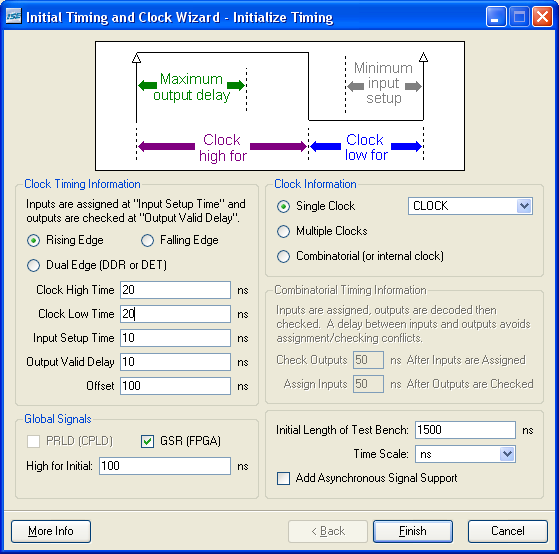 ISE Initial Timing and Clock Wizard - Initialize Timing
Maximum
output delay
Minimum
input
setup
Clock
high for
Clock
low for
Clock Timing Information
Inputs are assigned at "Input Setup Time" and
outputs are checked at "Output Valid Delay".
Rising Edge
Falling Edge
Dual Edge (DDR or DET)
Clock High Time 20 ns
Clock Low Time 20 ns
Input Setup Time 10 ns
Output Valid Delay 10 ns
Offset 100 ns
Global Signals
PRLD (CPLD)
GSR (FPGA)
High for Initial: 100 ns
Clock Information
Single Clock
CLOCK
Multiple Clocks
Combinatorial (or internal clock)
Combinatorial Timing Information
Inputs are assigned, outputs are decoded then
checked. A delay between inputs and outputs avoids
assignment/checking conflicts.
Check Outputs 50 ns After Inputs are Assigned
Assign Inputs 50 ns After Outputs are Checked
Initial Length of Test Bench: 1500 ns
Time Scale: ns
Add Asynchronous Signal Support
More Info
< Back
Finish
Cancel